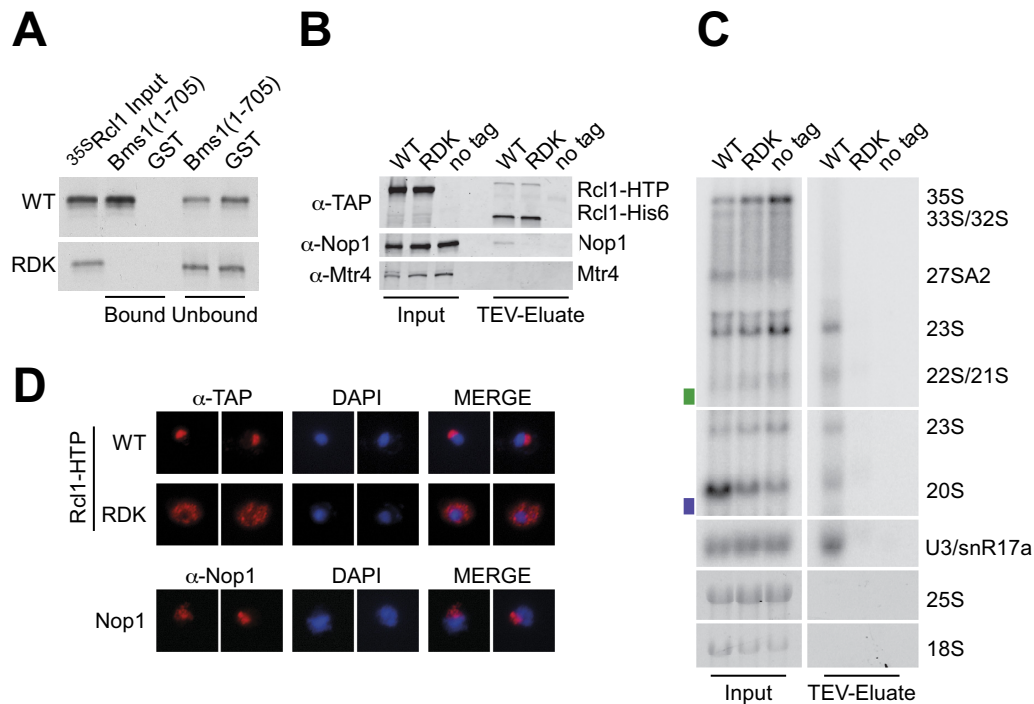 A
35SRcl1 Input
Bms1(1-705)
GST
Bms1(1-705)
GST
WT
RDK
Bound
Unbound
B
WT
RDK
no tag
WT
RDK
no tag
α-TAP
Rcl1-HTP
Rcl1-His6
α-Nop1
Nop1
α-Mtr4
Mtr4
Input
TEV-Eluate
C
WT
RDK
no tag
WT
RDK
no tag
35S
33S/32S
27SA2
23S
22S/21S
23S
20S
U3/snR17a
25S
18S
Input
TEV-Eluate
D
α-TAP
DAPI
MERGE
Rcl1-HTP
WT
RDK
α-Nop1
DAPI
MERGE
Nop1